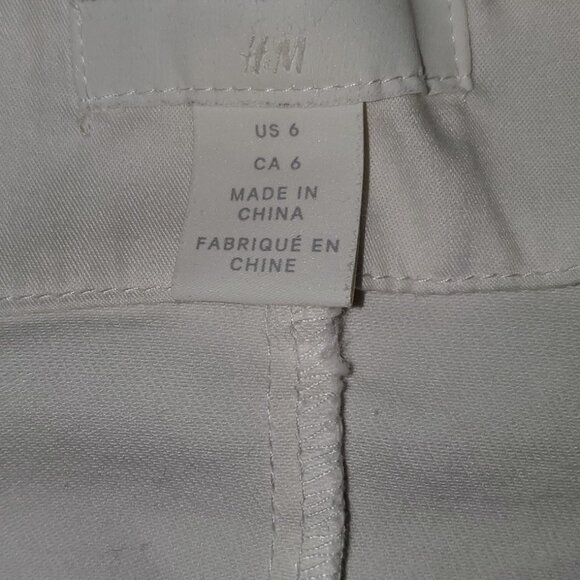 H&M
US 6
CA 6
MADE IN
CHINA
FABRIQUÉ EN
CHINE